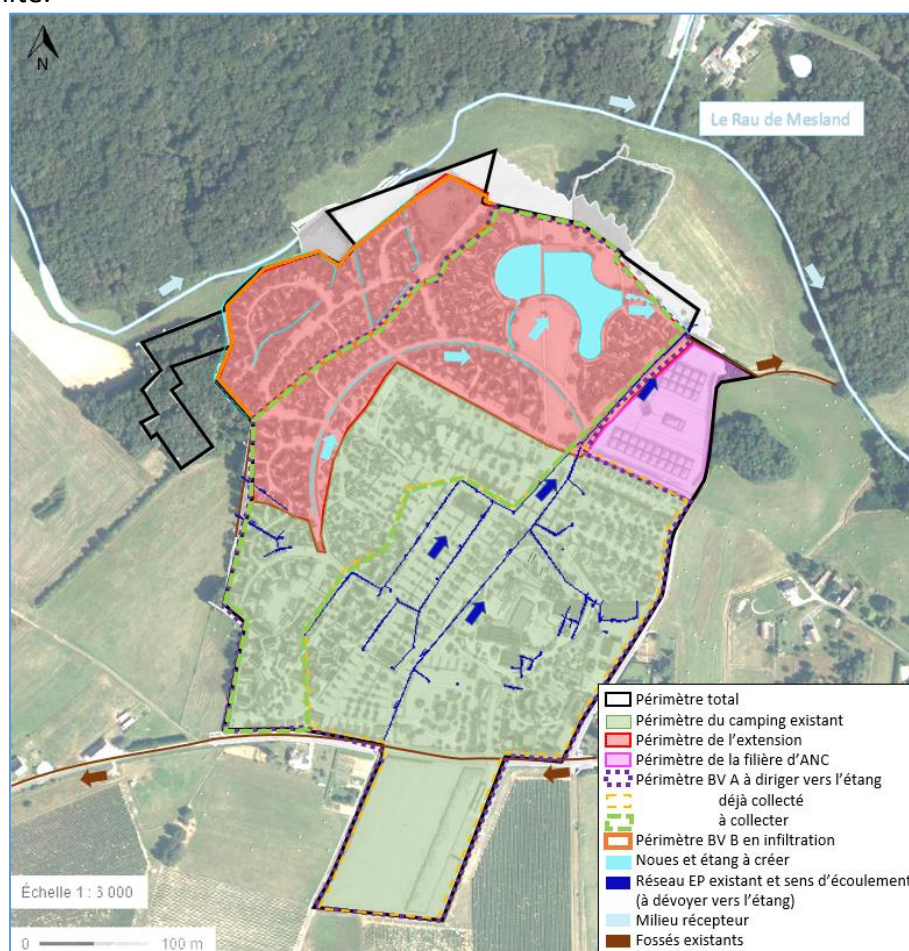 N
Le Rau de Mesland
Périmètre total
Périmètre du camping existant
Périmètre de l'extension
Périmètre de la filière d'ANC
Périmètre BV A à diriger vers l'étang
déjà collecté
à collecter
Périmètre BV B en infiltration
Noues et étang à créer
Réseau EP existant et sens d'écoulement
(à dévoyer vers l'étang)
Milieu récepteur
Fossés existants
Échelle 1 : 3 000
0 100 m